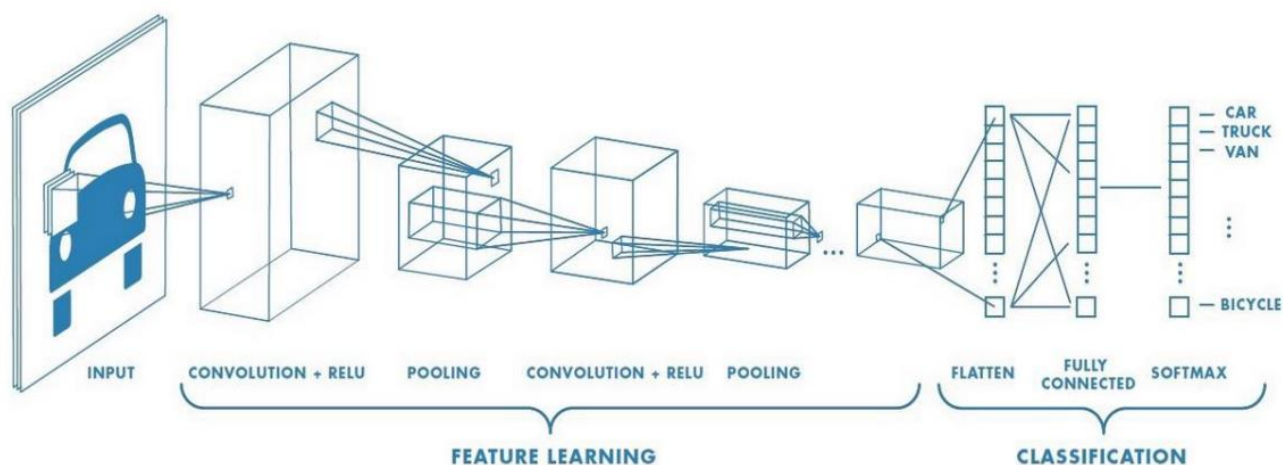 CAR
TRUCK
VAN
BICYCLE
INPUT
CONVOLUTION + RELU
POOLING
CONVOLUTION + RELU
POOLING
FLATTEN
FULLY
CONNECTED
SOFTMAX
FEATURE LEARNING
CLASSIFICATION